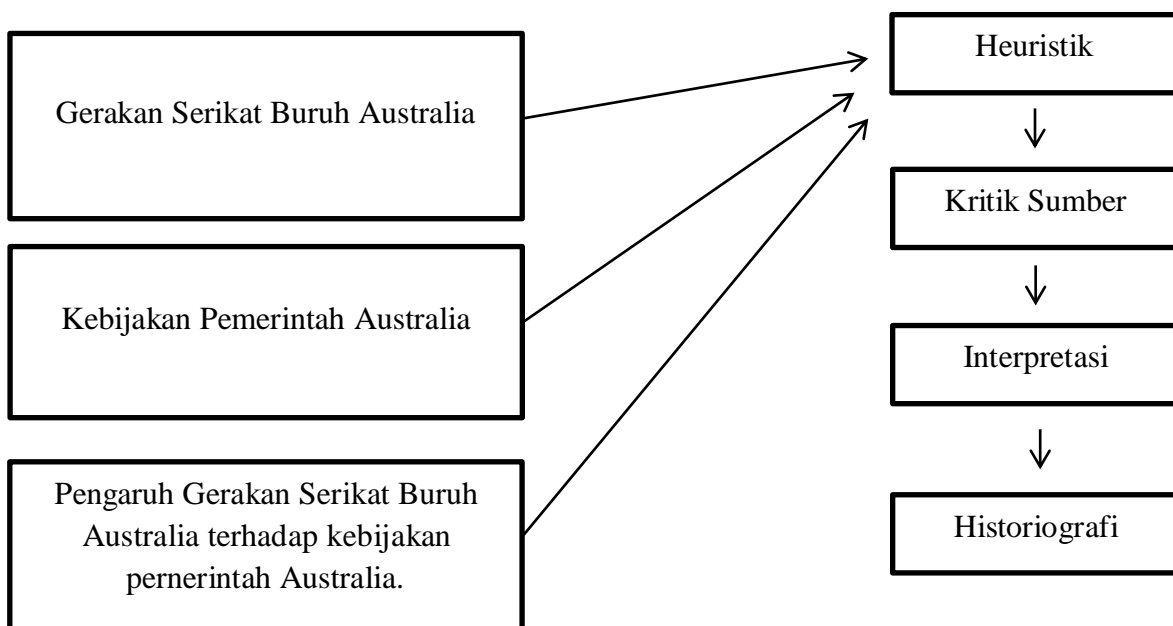 Gerakan Serikat Buruh Australia
Kebijakan Pemerintah Australia
Pengaruh Gerakan Serikat Buruh
Australia terhadap kebijakan
pernerintah Australia.
Heuristik
Kritik Sumber
Interpretasi
Historiografi